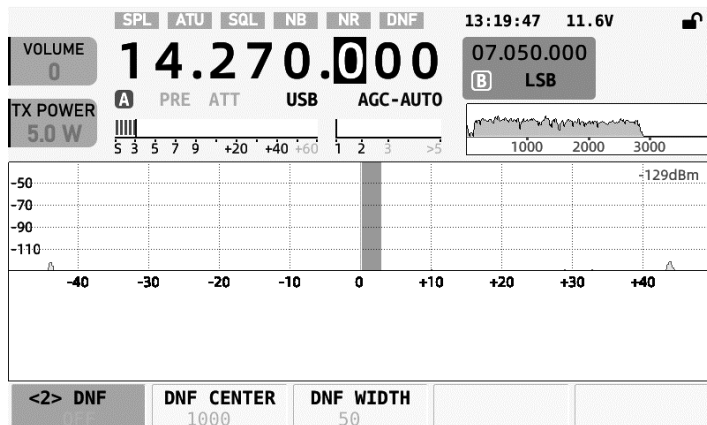 SPL ATU SQL NB NR DNF 13:19:47 11.6V
VOLUME
0
14.270.000
07.050.000
B LSB
TX POWER
5.0 W
A PRE ATT USB AGC-AUTO
S 3 5 7 9 +20 +40 +60 1 2 3 >5
1000 2000 3000
-129dBm
-50
-70
-90
-110
-40 -30 -20 -10 0 +10 +20 +30 +40
<2> DNF DNF CENTER DNF WIDTH
OFF 1000 50